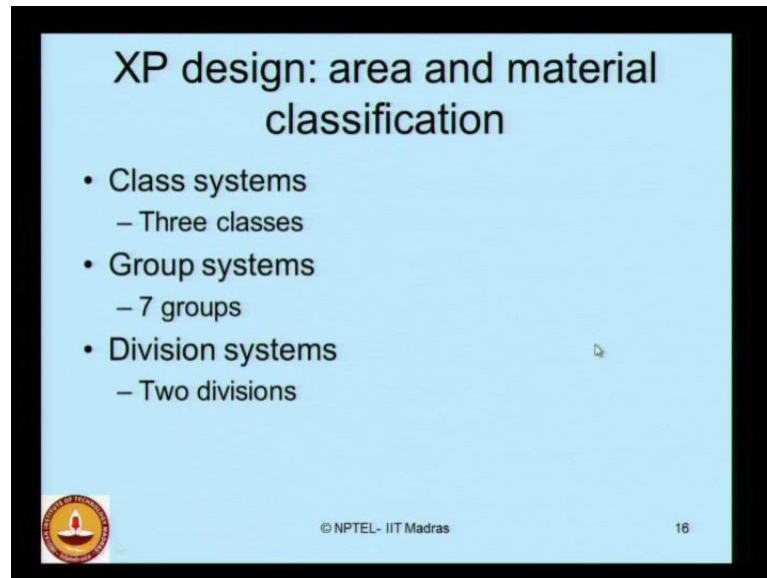 XP design: area and material
classification
• Class systems
– Three classes
• Group systems
– 7 groups
• Division systems
– Two divisions
© NPTEL- IIT Madras
16